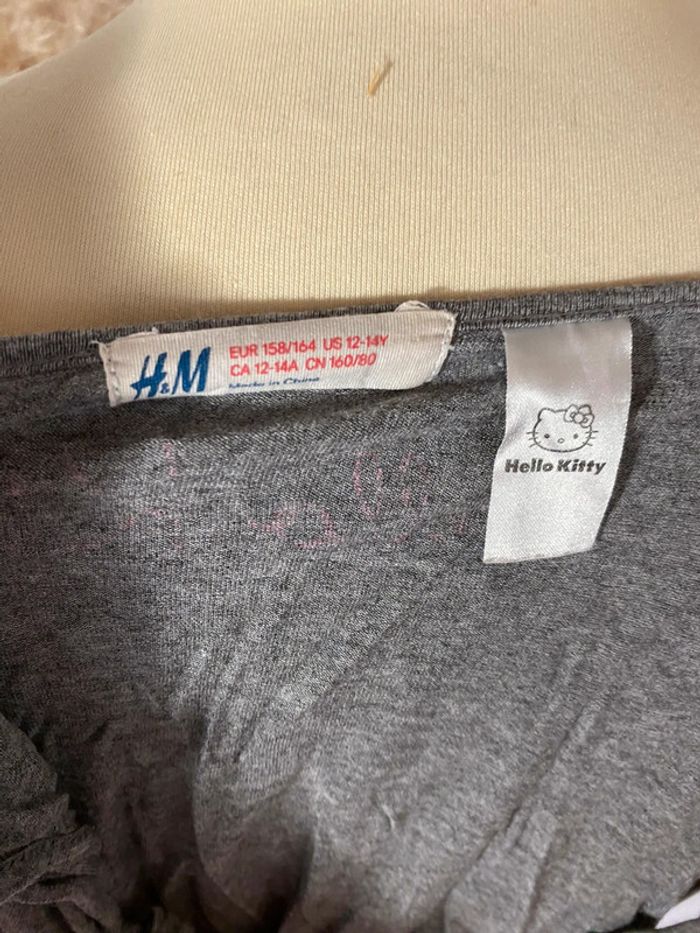 H&M
EUR 158/164 US 12-14Y
CA 12-14A CN 160/80
Made in China
Hello Kitty